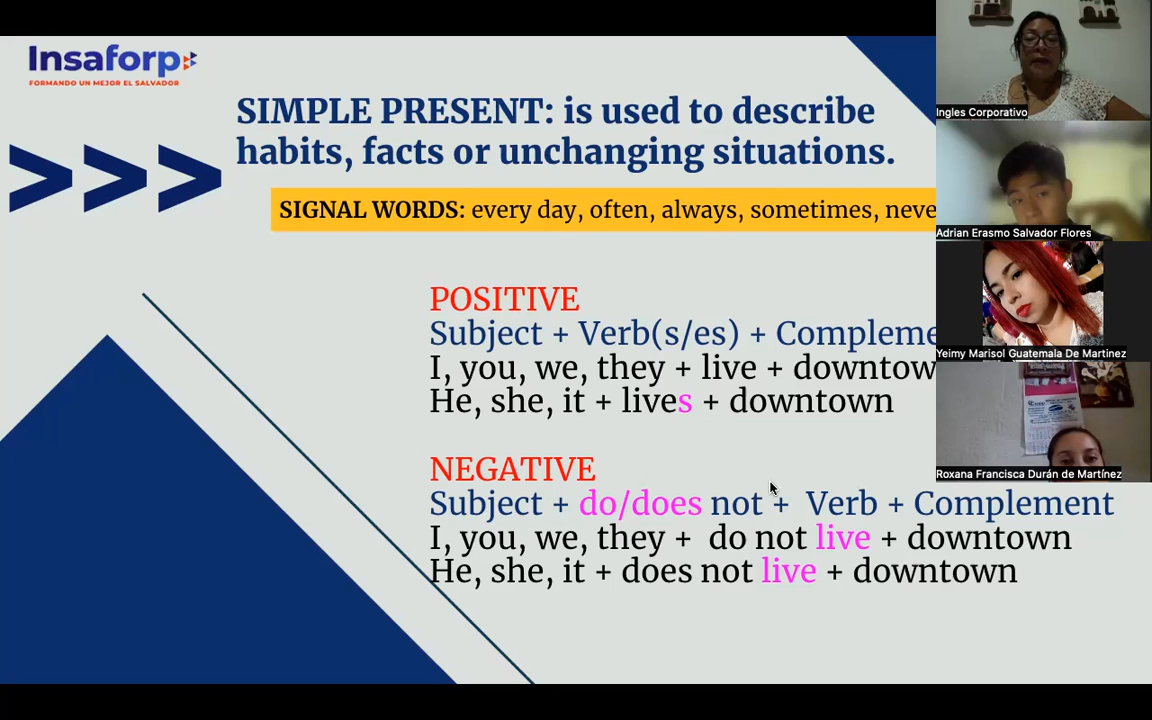 Insaforp
FORMANDO UN MEJOR EL SALVADOR
SIMPLE PRESENT: is used to describe
habits, facts or unchanging situations.
>>>
SIGNAL WORDS: every day, often, always, sometimes, neve
POSITIVE
Subject + Verb(s/es) + Compleme
I, you, we, they + live + downtow
He, she, it + lives + downtown
NEGATIVE
Subject + do/does not + Verb + Complement
I, you, we, they + do not live + downtown
He, she, it + does not live + downtown
Ingles Corporativo
Adrian Erasmo Salvador Flores
Yeimy Marisol Guatemala De Martinez
Roxana Francisca Durán de Martínez